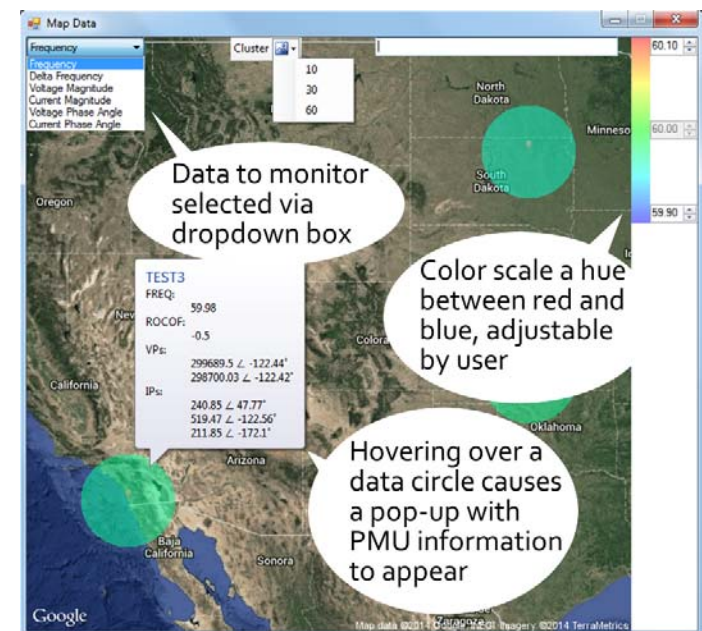 Map Data
Frequency
Cluster
60.10
Frequency
Delta Frequency
Voltage Magnitude
Current Magnitude
Voltage Phase Angle
Current Phase Angle
10
30
60
North
Dakota
Minneso
60.00
South
Dakota
Oregon
59.90
Data to monitor
selected via
dropdown box
Color scale a hue
between red and
blue, adjustable
by user
TEST3
FREQ:
59.98
ROCOF:
-0.5
VPs:
299689.5 ∠ -122.44°
298700.03 ∠ -122.42°
IPs:
240.85 ∠ 47.77°
519.47 ∠ -122.56°
211.85 ∠ -172.1°
Nev
Colora
California
Oklahoma
Arizona
Hovering over a
data circle causes
a pop-up with
PMU information
to appear
Baja
California
Sonora
Google
Map data ©2014 Google, Imagery ©2014 TerraMetrics